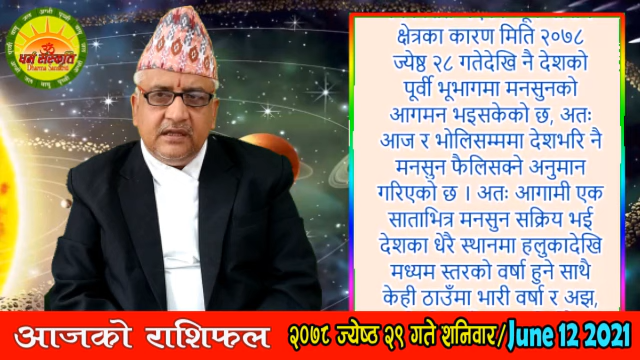 ॐ
धर्म संस्कृति
Dharma Sanskriti
क्षेत्रका कारण मिति २०७८
ज्येष्ठ २८ गतेदेखि नै देशको
पूर्वी भूभागमा मनसुनको
आगमन भइसकेको छ, अतः
आज र भोलिसम्ममा देशभरि नै
मनसुन फैलिसक्ने अनुमान
गरिएको छ । अतः आगामी एक
साताभित्र मनसुन सक्रिय भई
देशका धेरै स्थानमा हलुकादेखि
मध्यम स्तरको वर्षा हुने साथै
केही ठाउँमा भारी वर्षा र अझ,
आजको राशिफल २०७८ ज्येष्ठ २९ गते शनिवार/June 12 2021